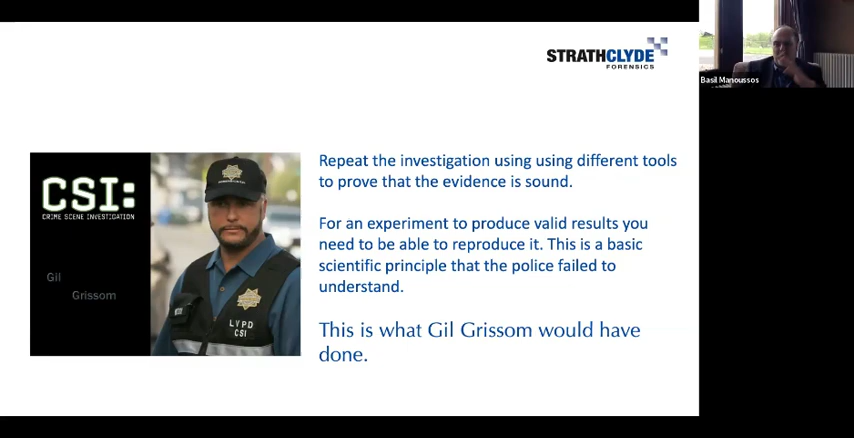 STRATHCLYDE
FORENSICS
Basil Manoussos
CSI:
CRIME SCENE INVESTIGATION
Gil
Grissom
LVPD
CSI
Repeat the investigation using using different tools
to prove that the evidence is sound.
For an experiment to produce valid results you
need to be able to reproduce it. This is a basic
scientific principle that the police failed to
understand.
This is what Gil Grissom would have
done.